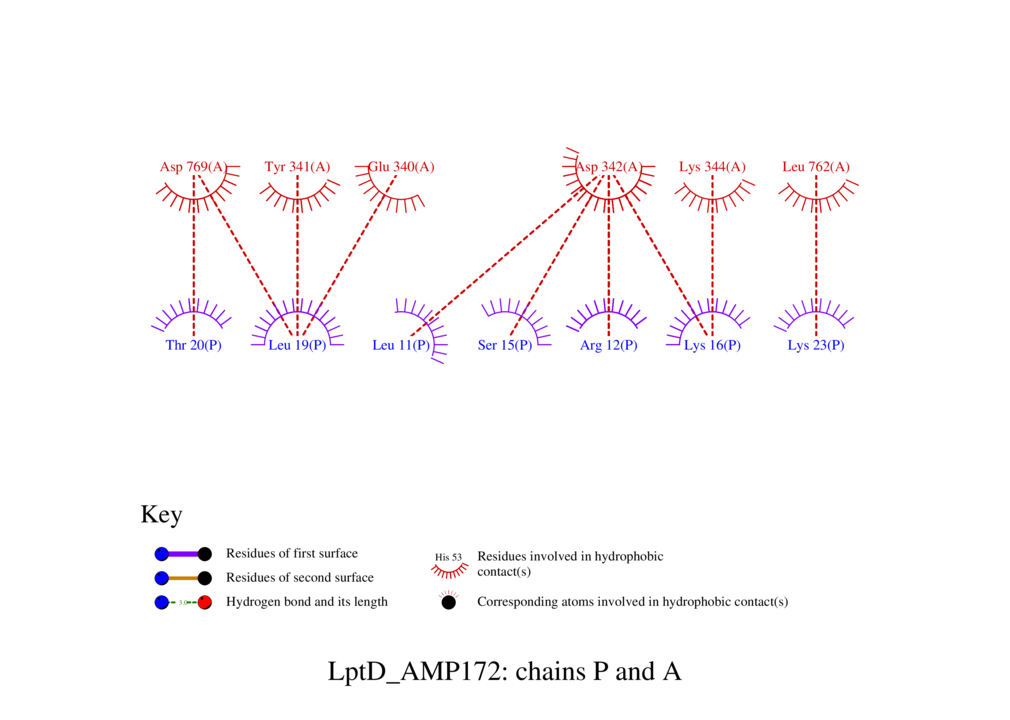 Asp 769(A) Tyr 341(A) Glu 340(A) Asp 342(A) Lys 344(A) Leu 762(A)
Thr 20(P) Leu 19(P) Leu 11(P) Ser 15(P) Arg 12(P) Lys 16(P) Lys 23(P)
Key
Residues of first surface
Residues of second surface
3.0 Hydrogen bond and its length
His 53 Residues involved in hydrophobic
contact(s)
Corresponding atoms involved in hydrophobic contact(s)
LptD_AMP172: chains P and A